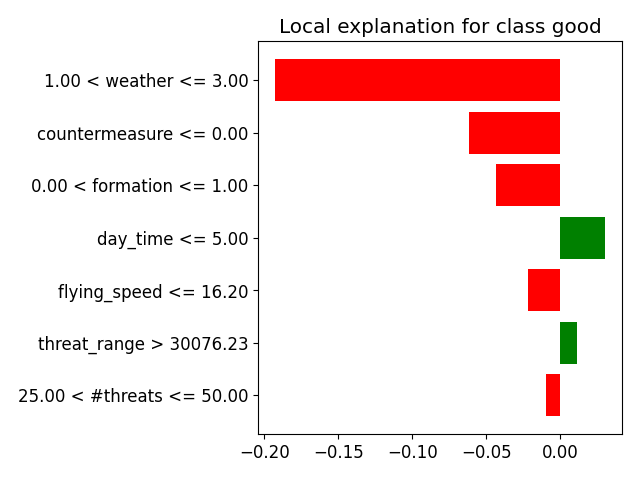 Local explanation for class good
1.00 < weather <= 3.00
countermeasure <= 0.00
0.00 < formation <= 1.00
day_time <= 5.00
flying_speed <= 16.20
threat_range > 30076.23
25.00 < #threats <= 50.00
−0.20 −0.15 −0.10 −0.05 0.00